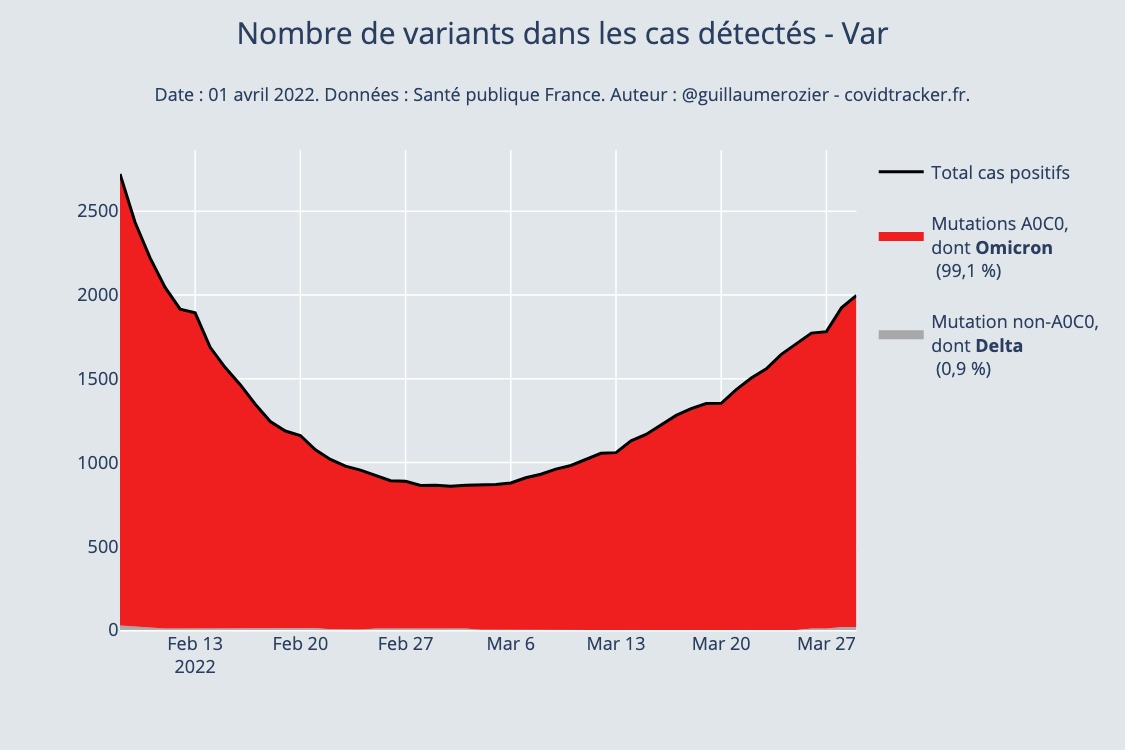 Nombre de variants dans les cas détectés - Var
Date : 01 avril 2022. Données : Santé publique France. Auteur : @guillaumerozier - covidtracker.fr.
Total cas positifs
Mutations A0C0,
dont Omicron
(99,1 %)
Mutation non-A0C0,
dont Delta
(0,9 %)
2500
2000
1500
1000
500
0
Feb 13
2022
Feb 20
Feb 27
Mar 6
Mar 13
Mar 20
Mar 27